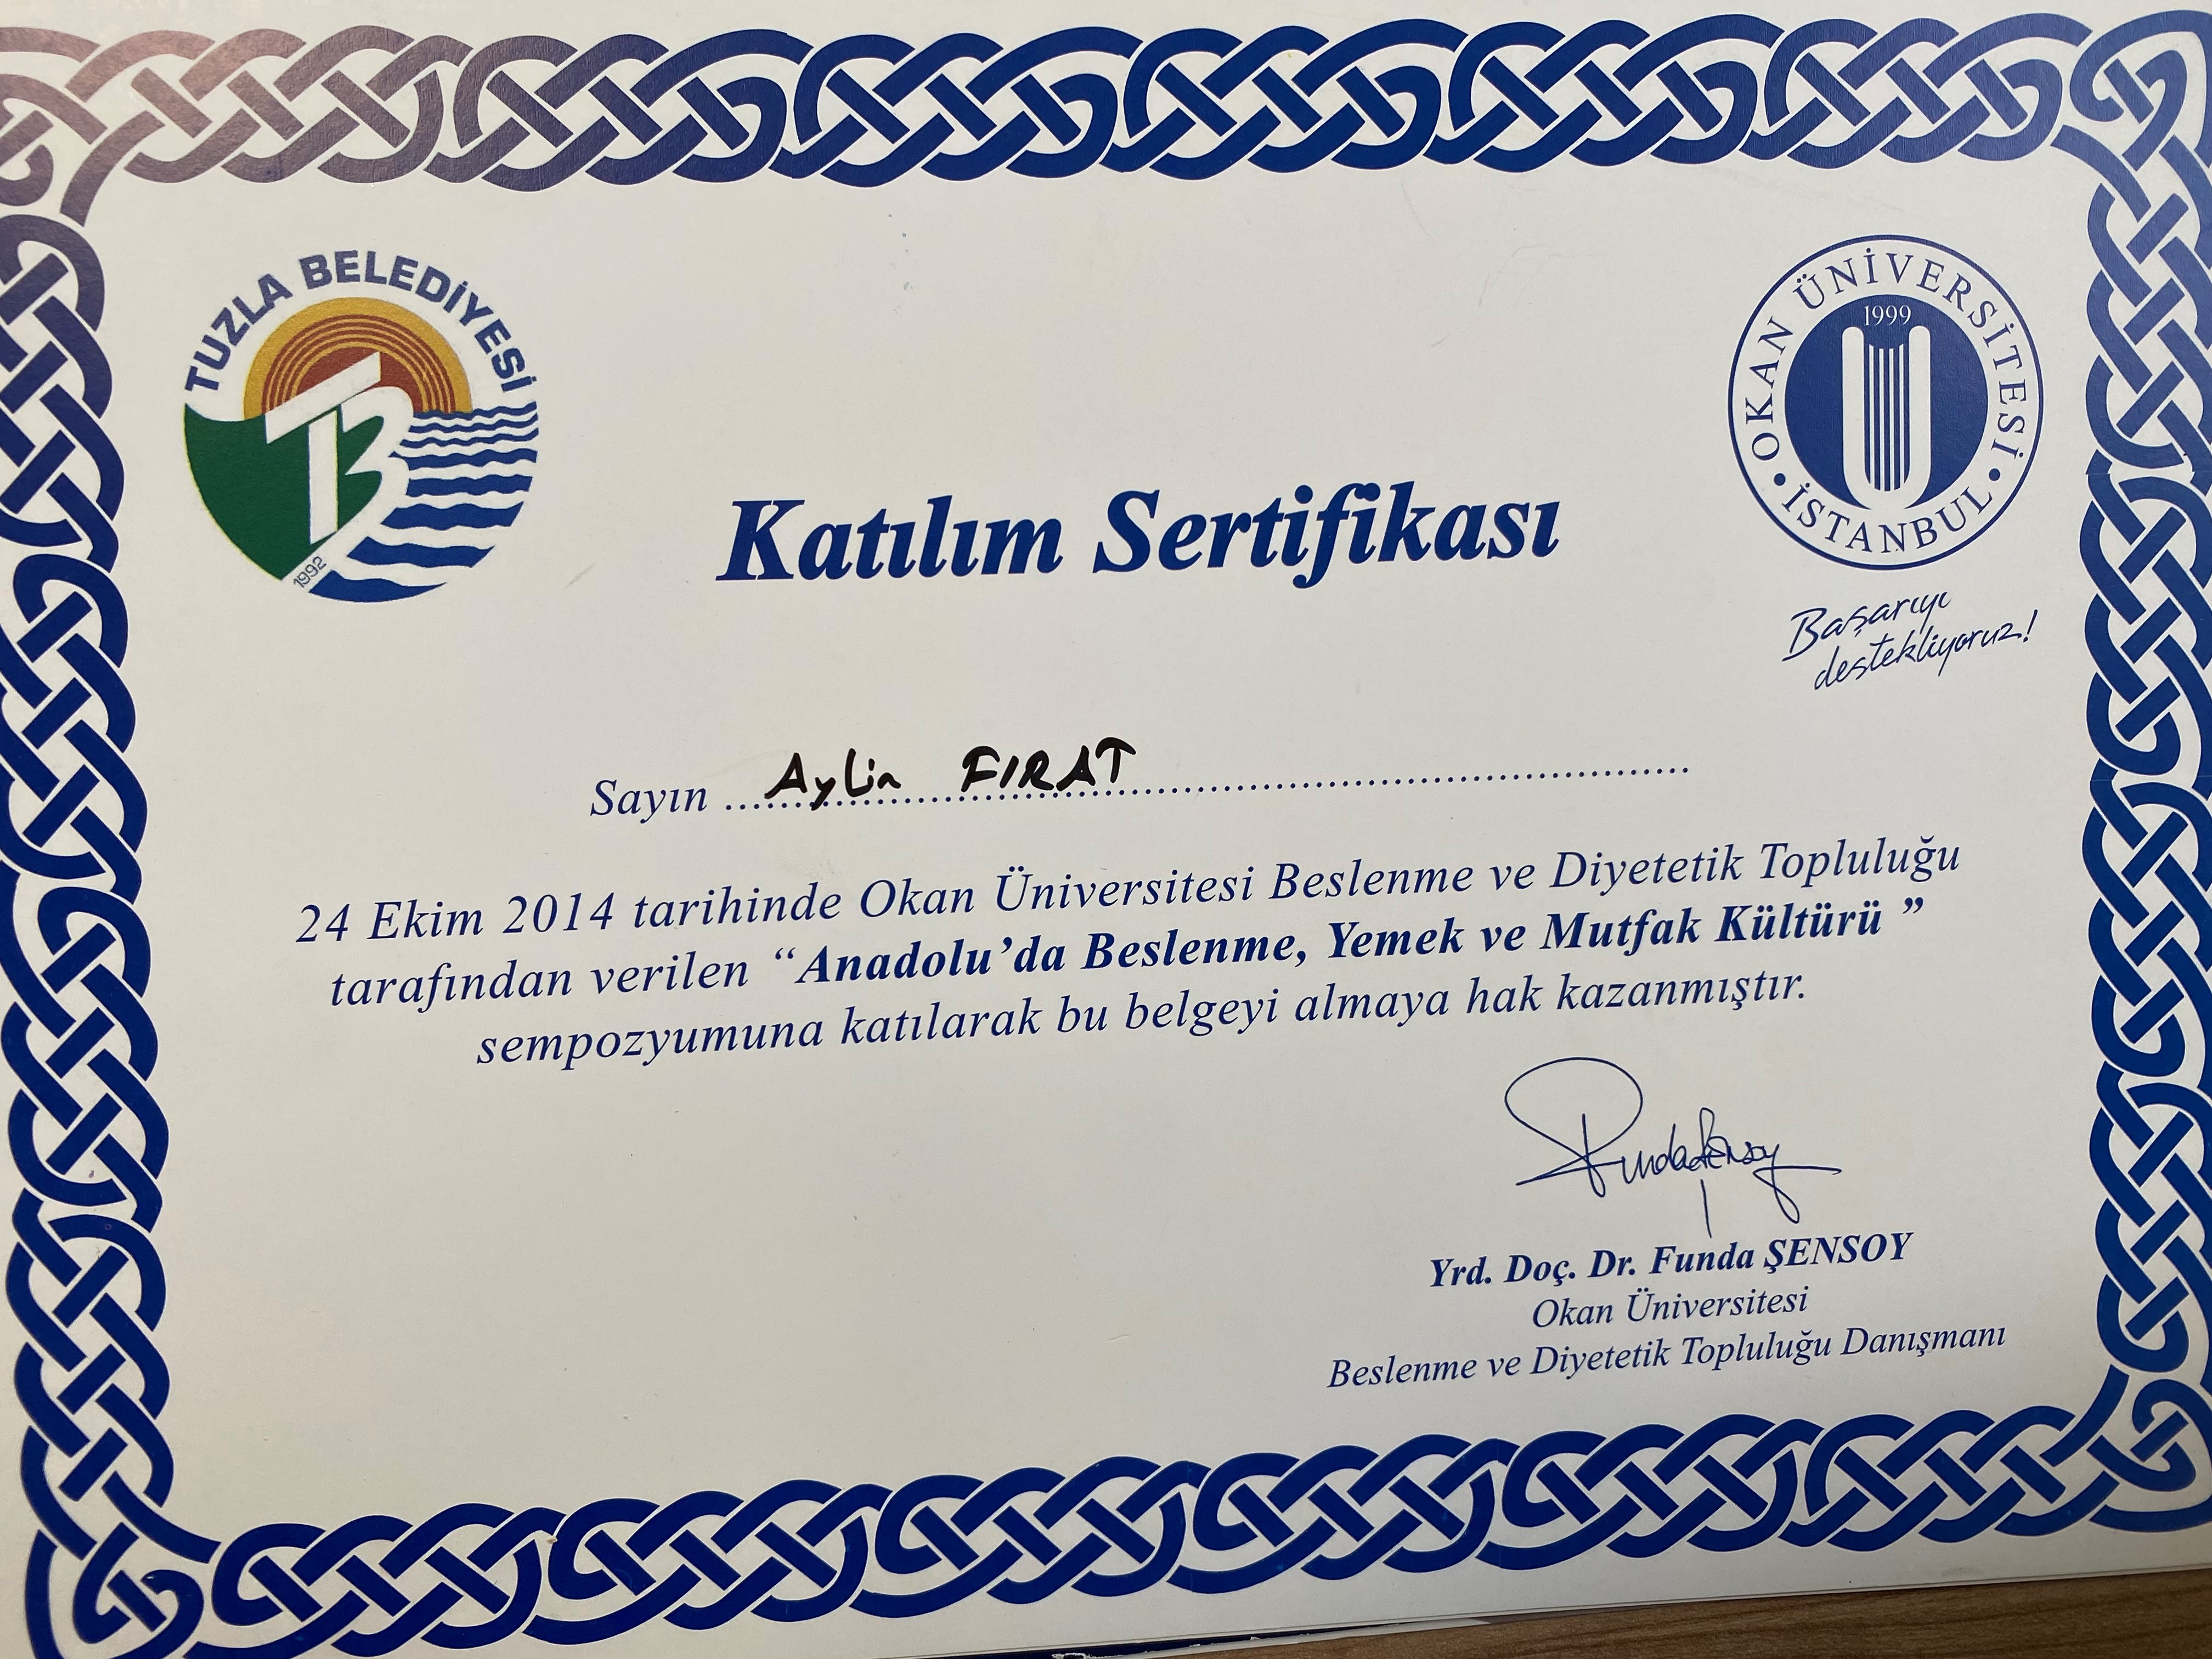 TUZLA BELEDİYESİ
TB
1992
OKAN ÜNİVERSİTESİ
1999
• İSTANBUL •
Başarıyı
destekliyoruz!
Katılım Sertifikası
Sayın ........Aylin FIRAT........
24 Ekim 2014 tarihinde Okan Üniversitesi Beslenme ve Diyetetik Topluluğu
tarafından verilen “Anadolu’da Beslenme, Yemek ve Mutfak Kültürü ”
sempozyumuna katılarak bu belgeyi almaya hak kazanmıştır.
Funda Şensoy
Yrd. Doç. Dr. Funda ŞENSOY
Okan Üniversitesi
Beslenme ve Diyetetik Topluluğu Danışmanı